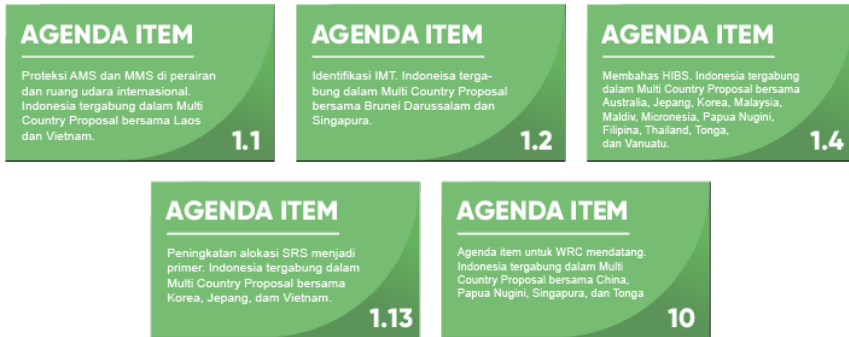 AGENDA ITEM
Proteksi AMS dan MMS di perairan
dan ruang udara internasional.
Indonesia tergabung dalam Multi
Country Proposal bersama Laos
dan Vietnam.
1.1
AGENDA ITEM
Identifikasi IMT. Indoneisa terga-
bung dalam Multi Country Proposal
bersama Brunei Darussalam dan
Singapura.
1.2
AGENDA ITEM
Membahas HIBS. Indonesia tergabung
dalam Multi Country Proposal bersama
Australia, Jepang, Korea, Malaysia,
Maldiv, Micronesia, Papua Nugini,
Filipina, Thailand, Tonga,
dan Vanuatu.
1.4
AGENDA ITEM
Peningkatan alokasi SRS menjadi
primer. Indonesia tergabung dalam
Multi Country Proposal bersama
Korea, Jepang, dam Vietnam.
1.13
AGENDA ITEM
Agenda item untuk WRC mendatang.
Indonesia tergabung dalam Multi
Country Proposal bersama China,
Papua Nugini, Singapura, dan Tonga
10